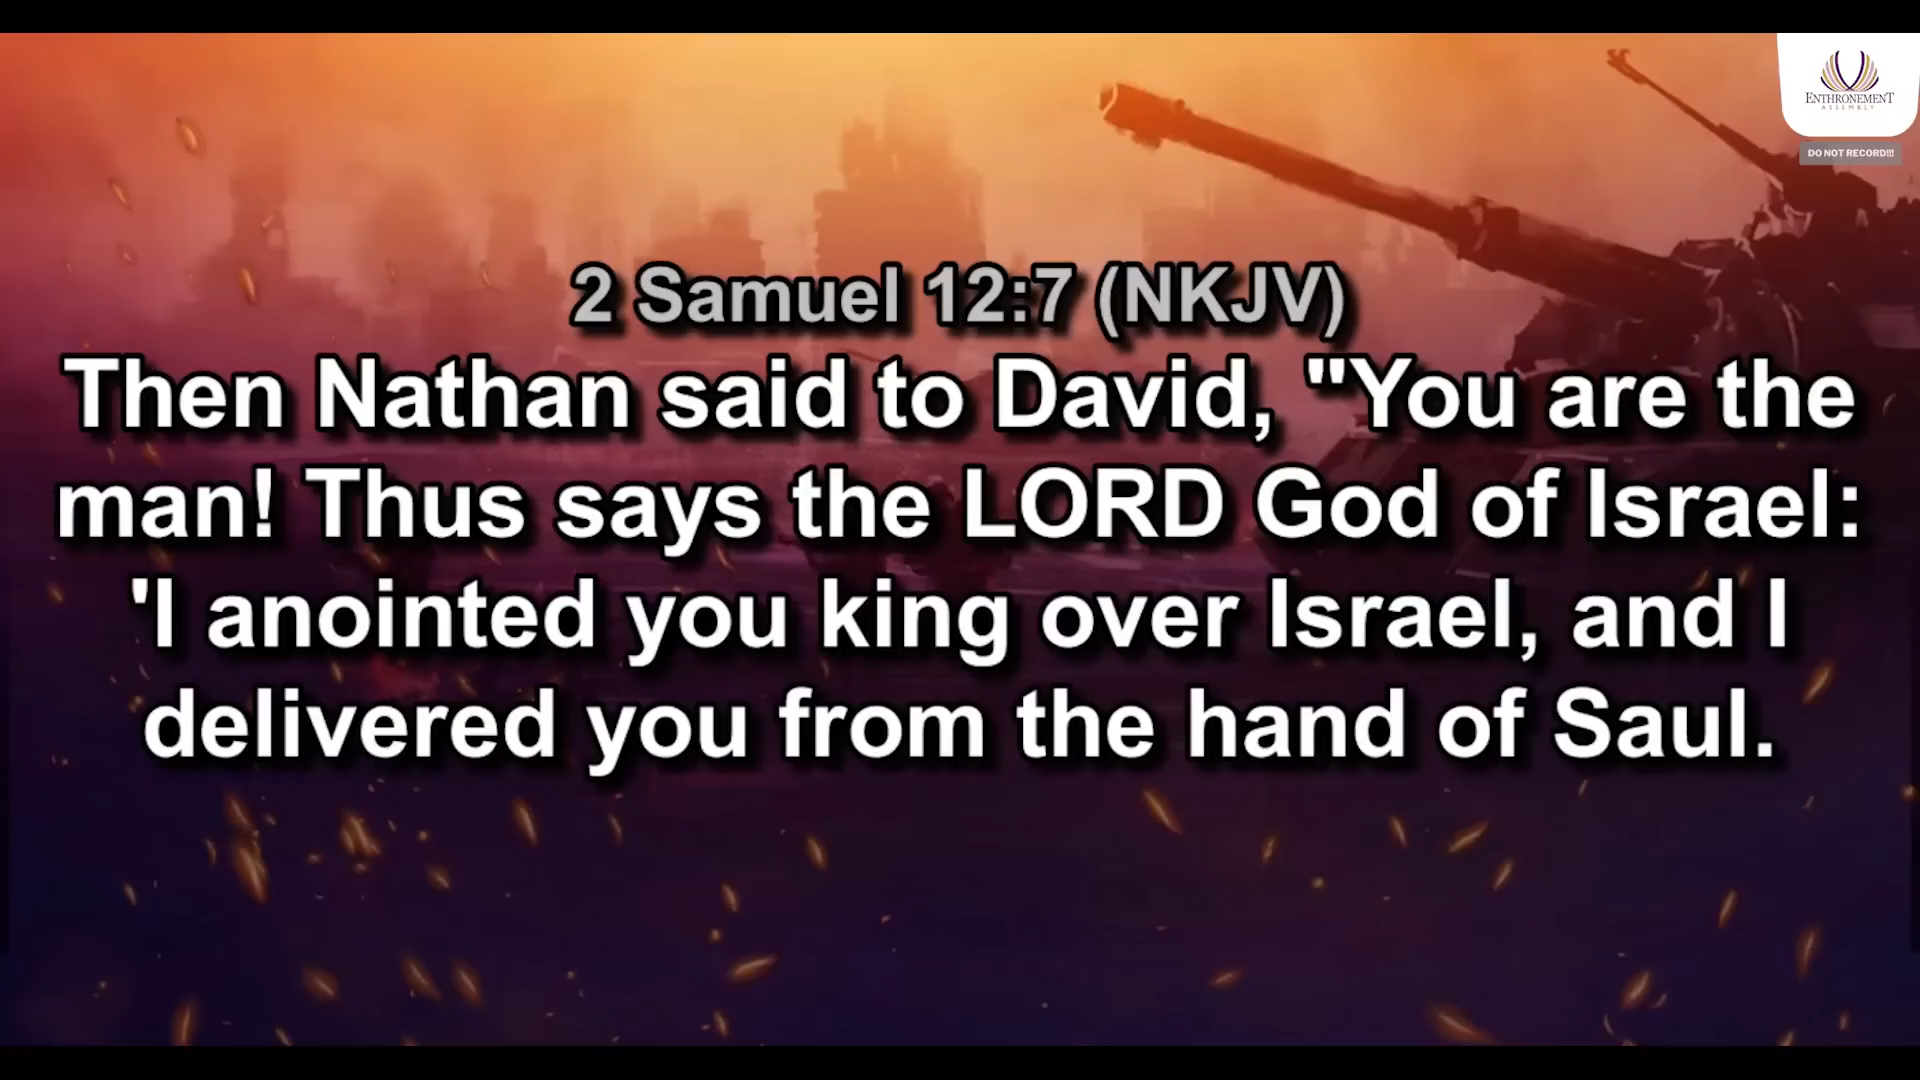 ENTHRONEMENT
ASSEMBLY
DO NOT RECORD!!!
2 Samuel 12:7 (NKJV)
Then Nathan said to David, "You are the
man! Thus says the LORD God of Israel:
'I anointed you king over Israel, and I
delivered you from the hand of Saul.